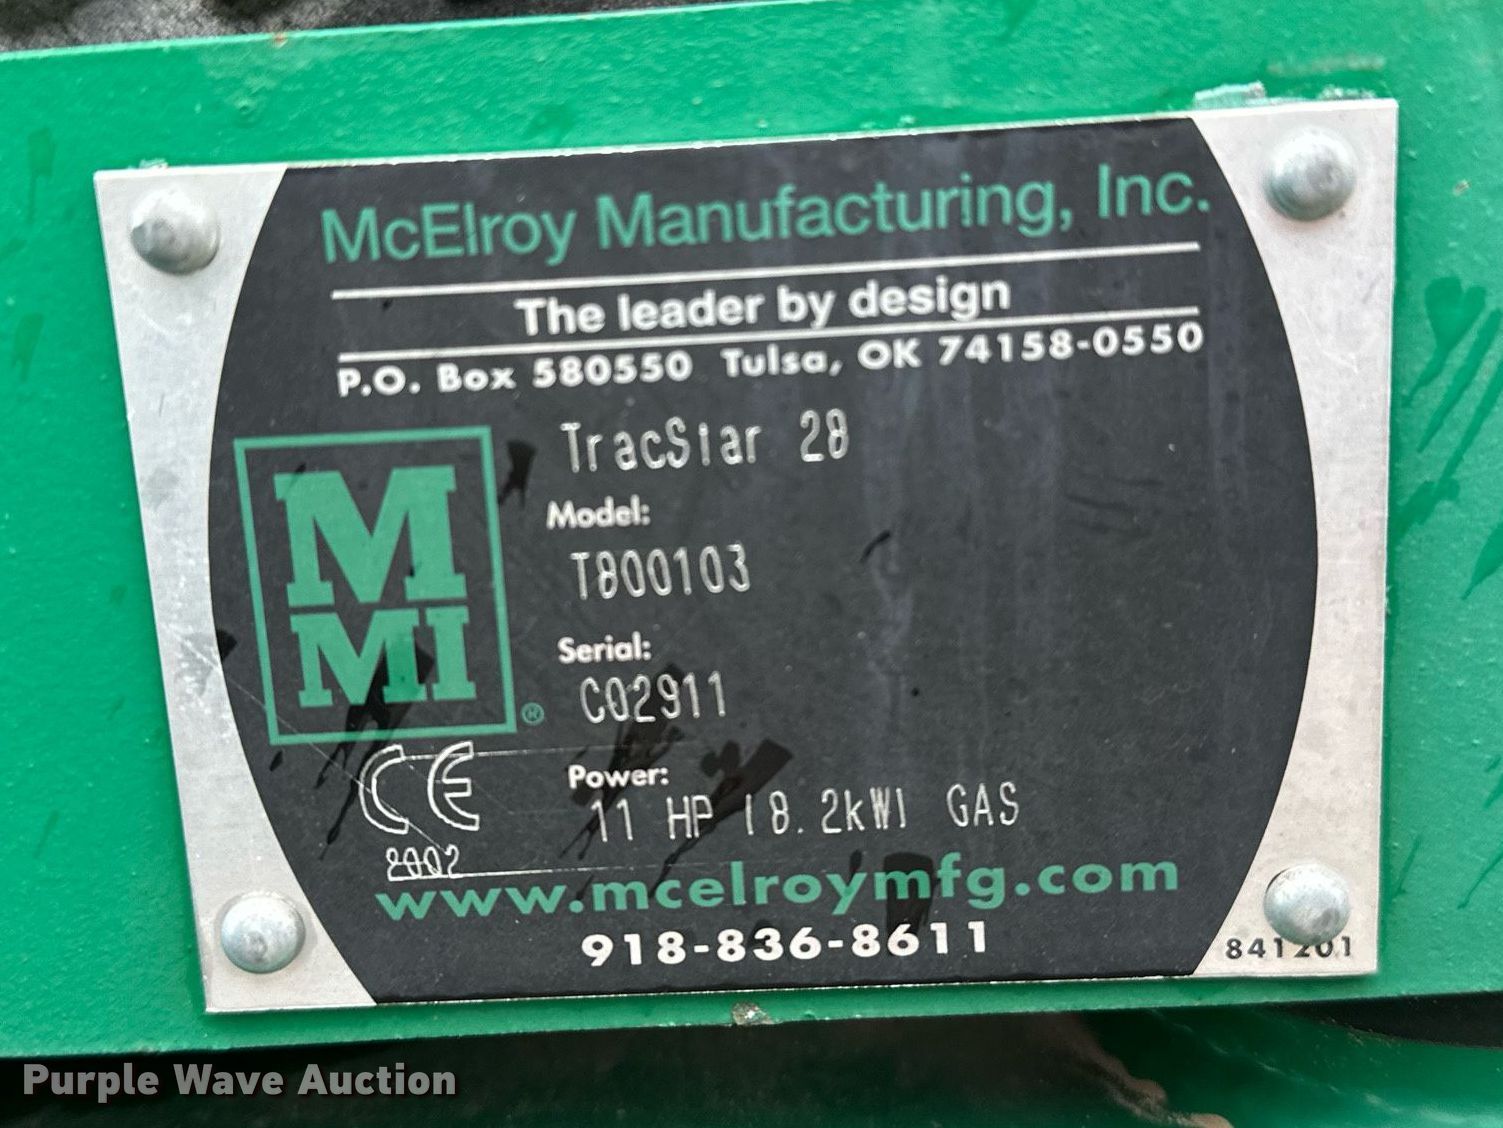 McElroy Manufacturing, Inc.
The leader by design
P.O. Box 580550 Tulsa, OK 74158-0550
TracStar 28
M
MI
®
Model:
T800103
Serial:
C02911
CE
2002
Power:
11 HP [8.2kW] GAS
www.mcelroymfg.com
918-836-8611
841201
Purple Wave Auction